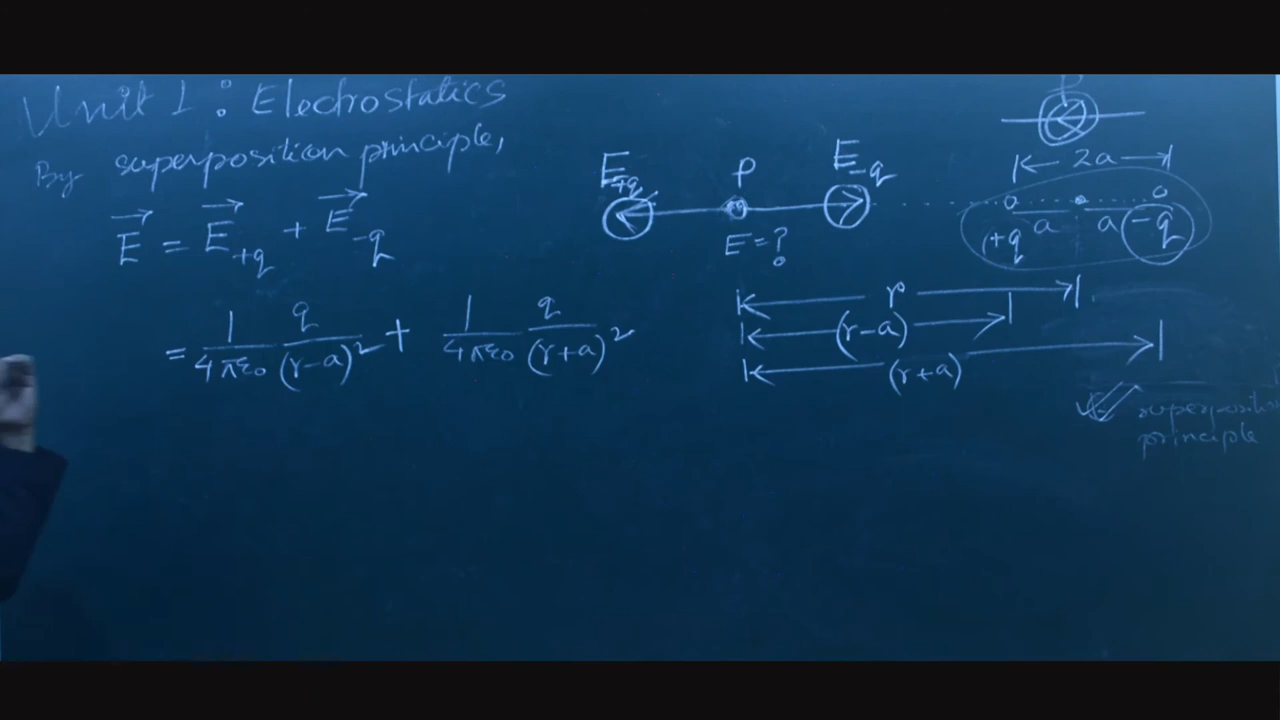 Unit 1 : Electrostatics
By superposition principle,
E⃗ = E⃗₊q + E⃗₋q
= 1/4πε₀ q/(r-a)² + 1/4πε₀ q/(r+a)²
P
2a
E₊q P E₋q
E=?
+q a a -q
r
(r-a)
(r+a)
superposition
principle